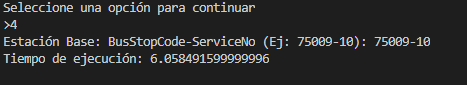 Seleccione una opción para continuar
>4
Estación Base: BusStopCode-ServiceNo (Ej: 75009-10): 75009-10
Tiempo de ejecución: 6.058491599999996